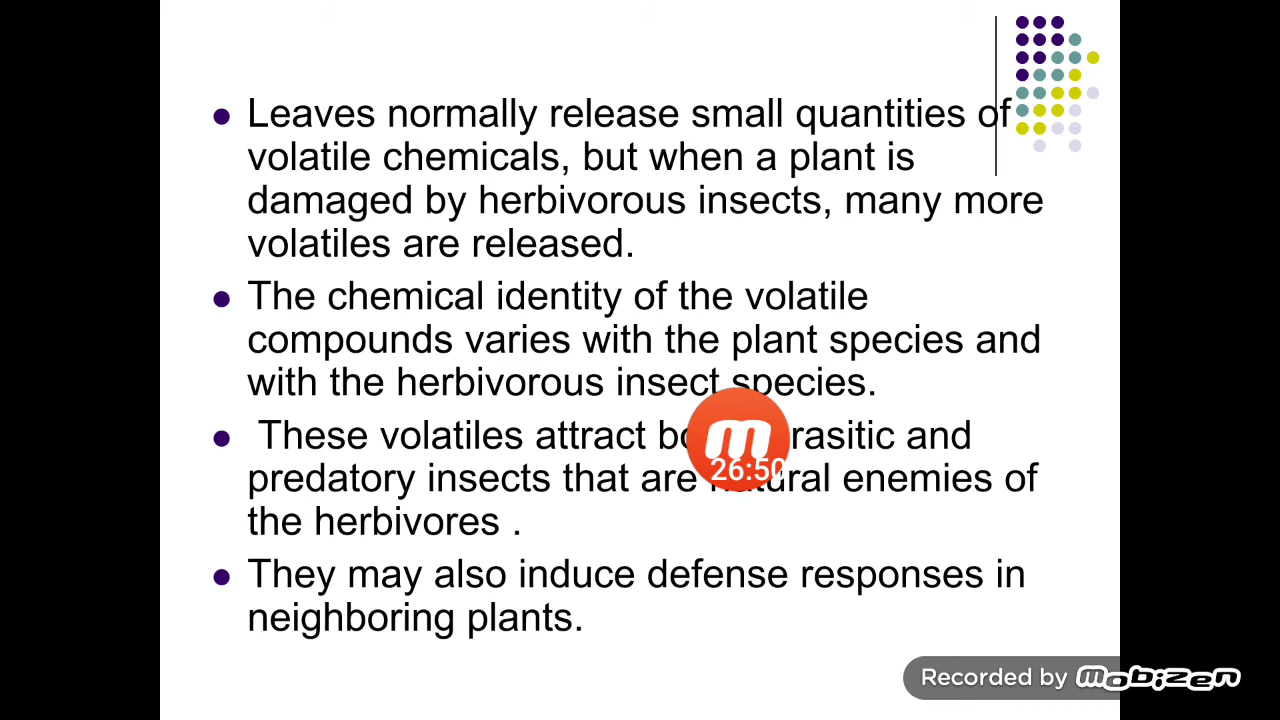 Leaves normally release small quantities of
volatile chemicals, but when a plant is
damaged by herbivorous insects, many more
volatiles are released.
The chemical identity of the volatile
compounds varies with the plant species and
with the herbivorous insect species.
These volatiles attract rasitic and
predatory insects that are natural enemies of
the herbivores .
They may also induce defense responses in
neighboring plants.
m
26:50
Recorded by mobizen